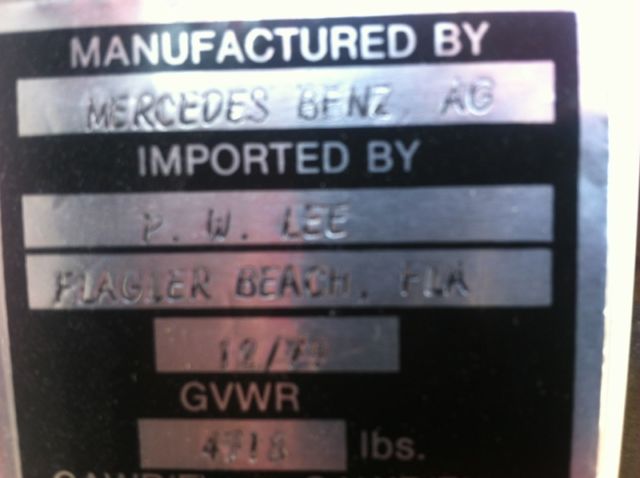 MANUFACTURED BY
MERCEDES BENZ, AG
IMPORTED BY
P. W. LEE
FLAGLER BEACH, FLA
GVWR
4718 lbs.